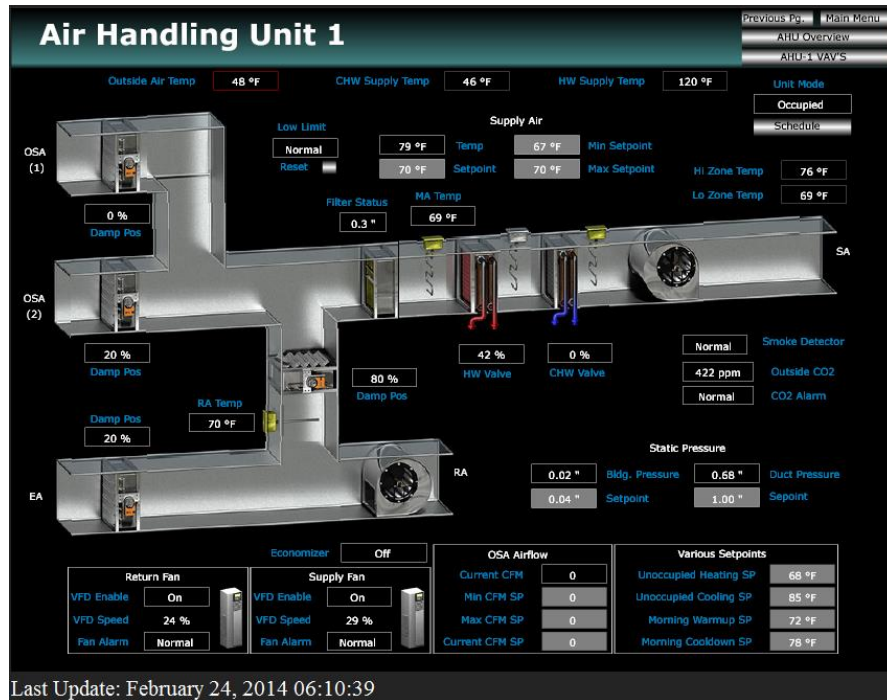 Air Handling Unit 1
Previous Pg. Main Menu
AHU Overview
AHU-1 VAV'S
Outside Air Temp 48 °F CHW Supply Temp 46 °F HW Supply Temp 120 °F
Unit Mode
Occupied
Schedule
Supply Air
Low Limit
Normal
Reset
79 °F Temp 67 °F Min Setpoint
70 °F Setpoint 70 °F Max Setpoint
Hi Zone Temp 76 °F
Lo Zone Temp 69 °F
OSA
(1)
0 %
Damp Pos
Filter Status
0.3 "
MA Temp
69 °F
SA
OSA
(2)
20 %
Damp Pos
42 %
HW Valve
0 %
CHW Valve
80 %
Damp Pos
Normal Smoke Detector
422 ppm Outside CO2
Normal CO2 Alarm
RA Temp
70 °F
Damp Pos
20 %
EA
RA
Static Pressure
0.02 " Bldg. Pressure 0.68 " Duct Pressure
0.04 " Setpoint 1.00 " Sepoint
Economizer Off
Return Fan
VFD Enable On
VFD Speed 24 %
Fan Alarm Normal
Supply Fan
VFD Enable On
VFD Speed 29 %
Fan Alarm Normal
OSA Airflow
Current CFM 0
Min CFM SP 0
Max CFM SP 0
Current CFM SP 0
Various Setpoints
Unoccupied Heating SP 68 °F
Unoccupied Cooling SP 85 °F
Morning Warmup SP 72 °F
Morning Cooldown SP 78 °F
Last Update: February 24, 2014 06:10:39